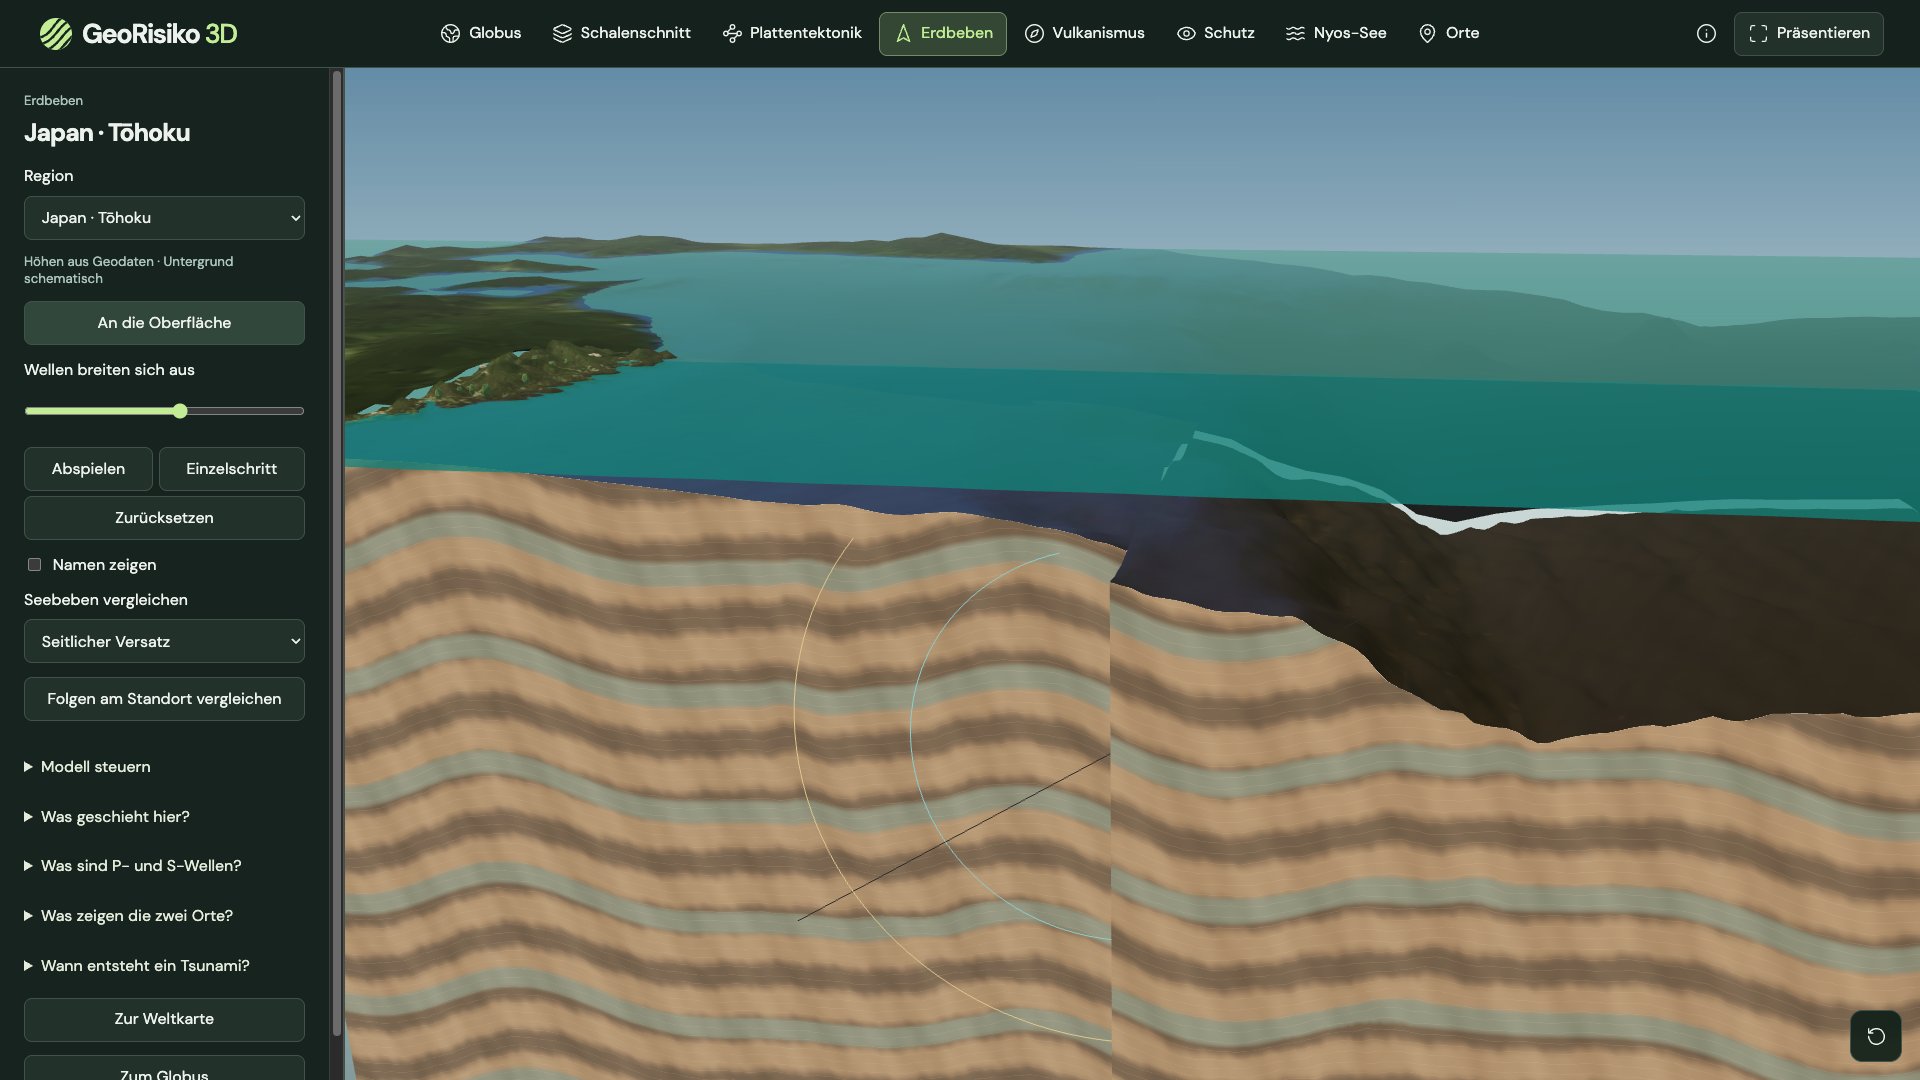 GeoRisiko 3D
Globus
Schalenschnitt
Plattentektonik
Erdbeben
Vulkanismus
Schutz
Nyos-See
Orte
Präsentieren
Erdbeben
Japan · Tōhoku
Region
Japan · Tōhoku
Höhen aus Geodaten · Untergrund
schematisch
An die Oberfläche
Wellen breiten sich aus
Abspielen
Einzelschritt
Zurücksetzen
Namen zeigen
Seebeben vergleichen
Seitlicher Versatz
Folgen am Standort vergleichen
Modell steuern
Was geschieht hier?
Was sind P- und S-Wellen?
Was zeigen die zwei Orte?
Wann entsteht ein Tsunami?
Zur Weltkarte
Zum Globus